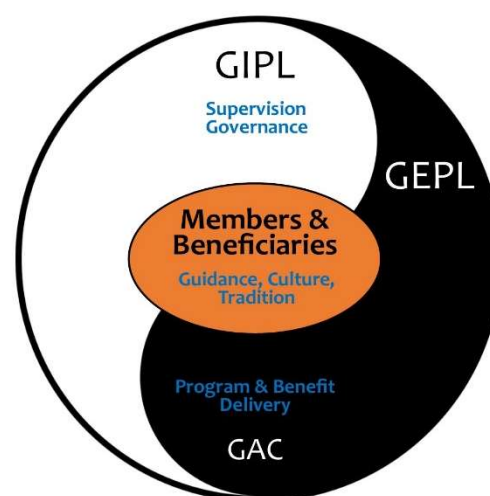 GIPL
Supervision
Governance
GEPL
Members &
Beneficiaries
Guidance, Culture,
Tradition
Program & Benefit
Delivery
GAC